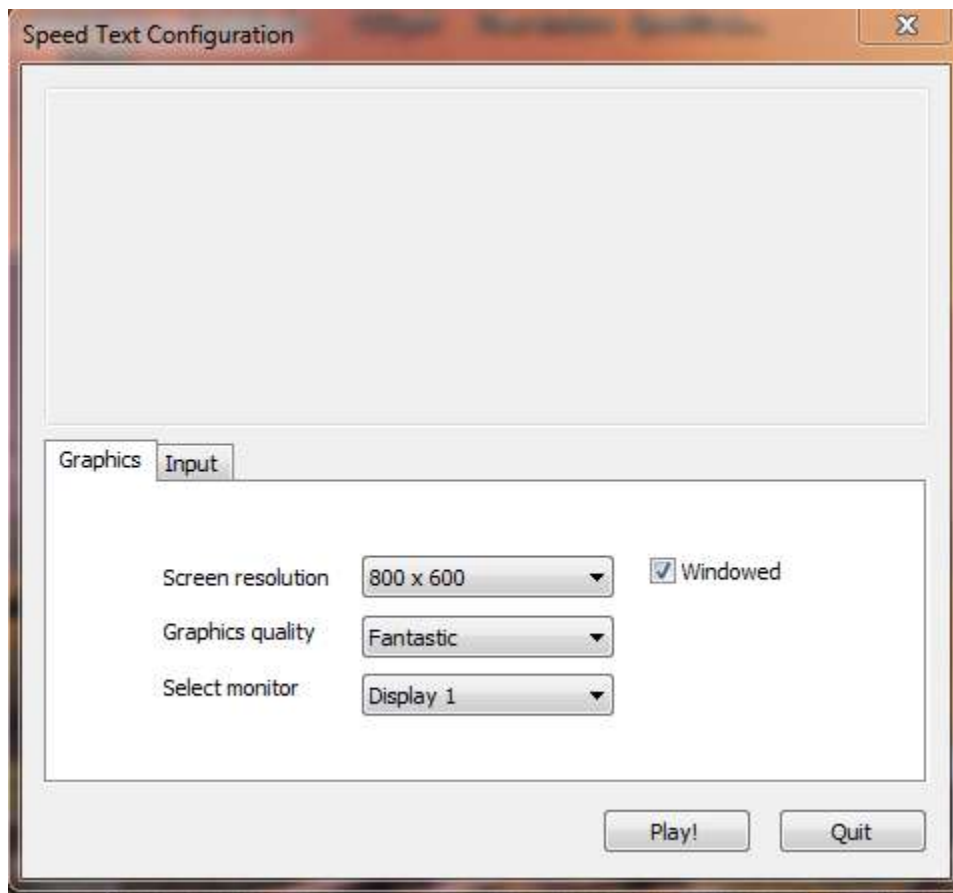 Speed Text Configuration
Graphics
Input
Screen resolution
800 x 600
Windowed
Graphics quality
Fantastic
Select monitor
Display 1
Play!
Quit